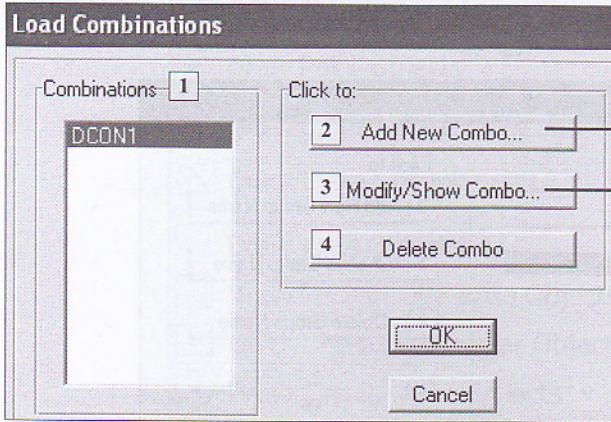 Load Combinations
Combinations 1
DCON1
Click to:
2 Add New Combo...
3 Modify/Show Combo...
4 Delete Combo
OK
Cancel